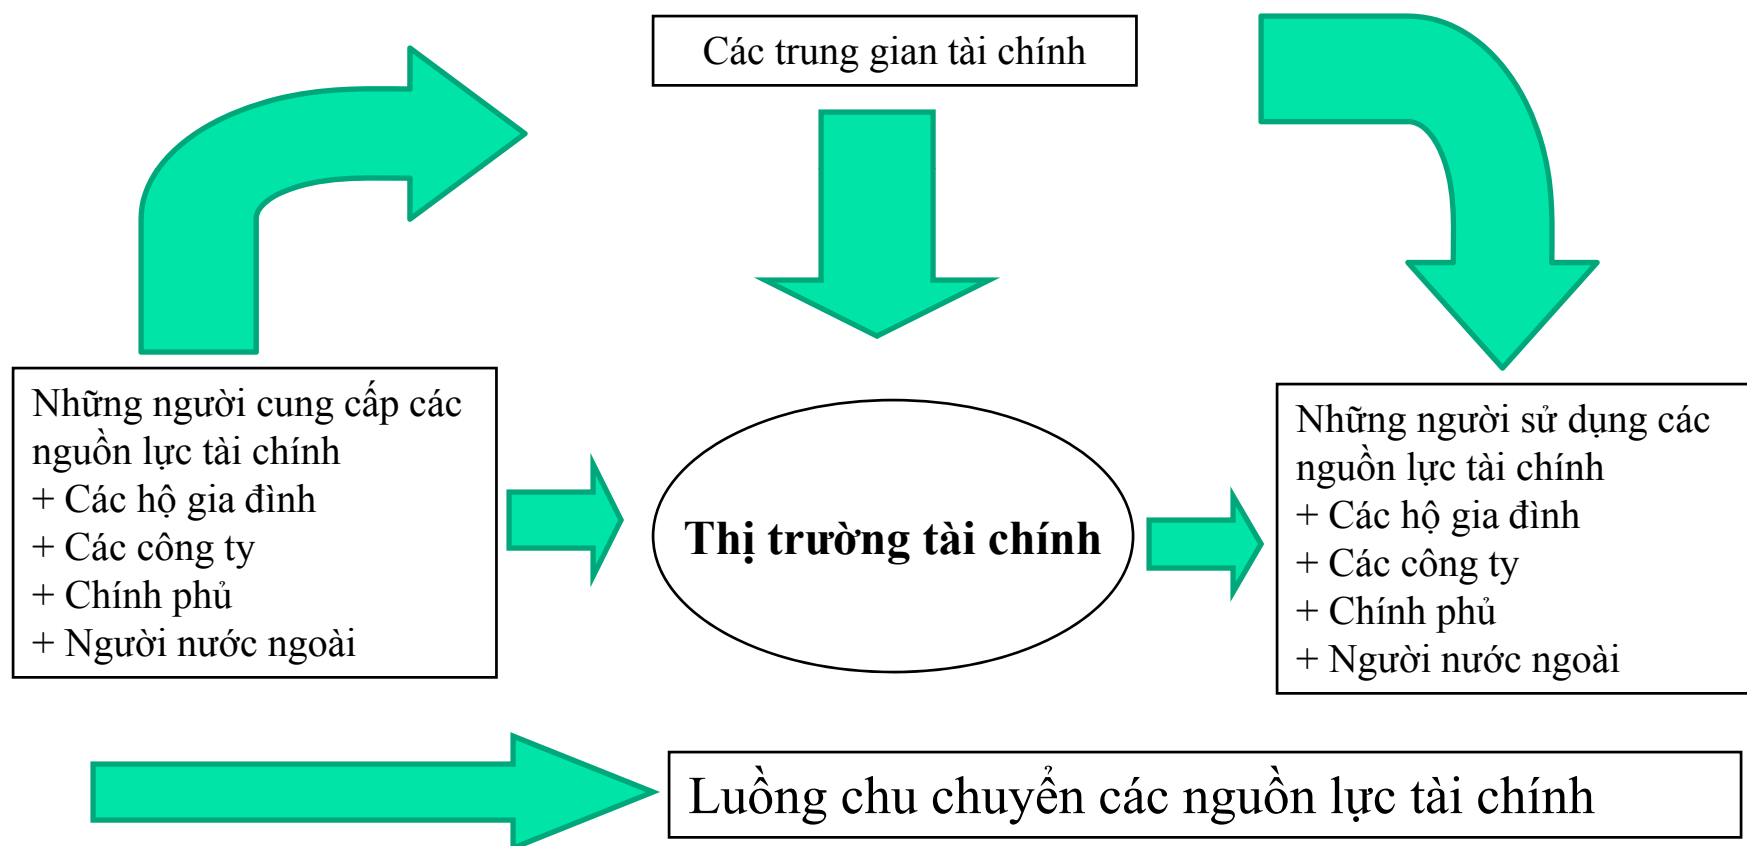 Các trung gian tài chính
Những người cung cấp các
nguồn lực tài chính
+ Các hộ gia đình
+ Các công ty
+ Chính phủ
+ Người nước ngoài
Thị trường tài chính
Những người sử dụng các
nguồn lực tài chính
+ Các hộ gia đình
+ Các công ty
+ Chính phủ
+ Người nước ngoài
Luồng chu chuyển các nguồn lực tài chính